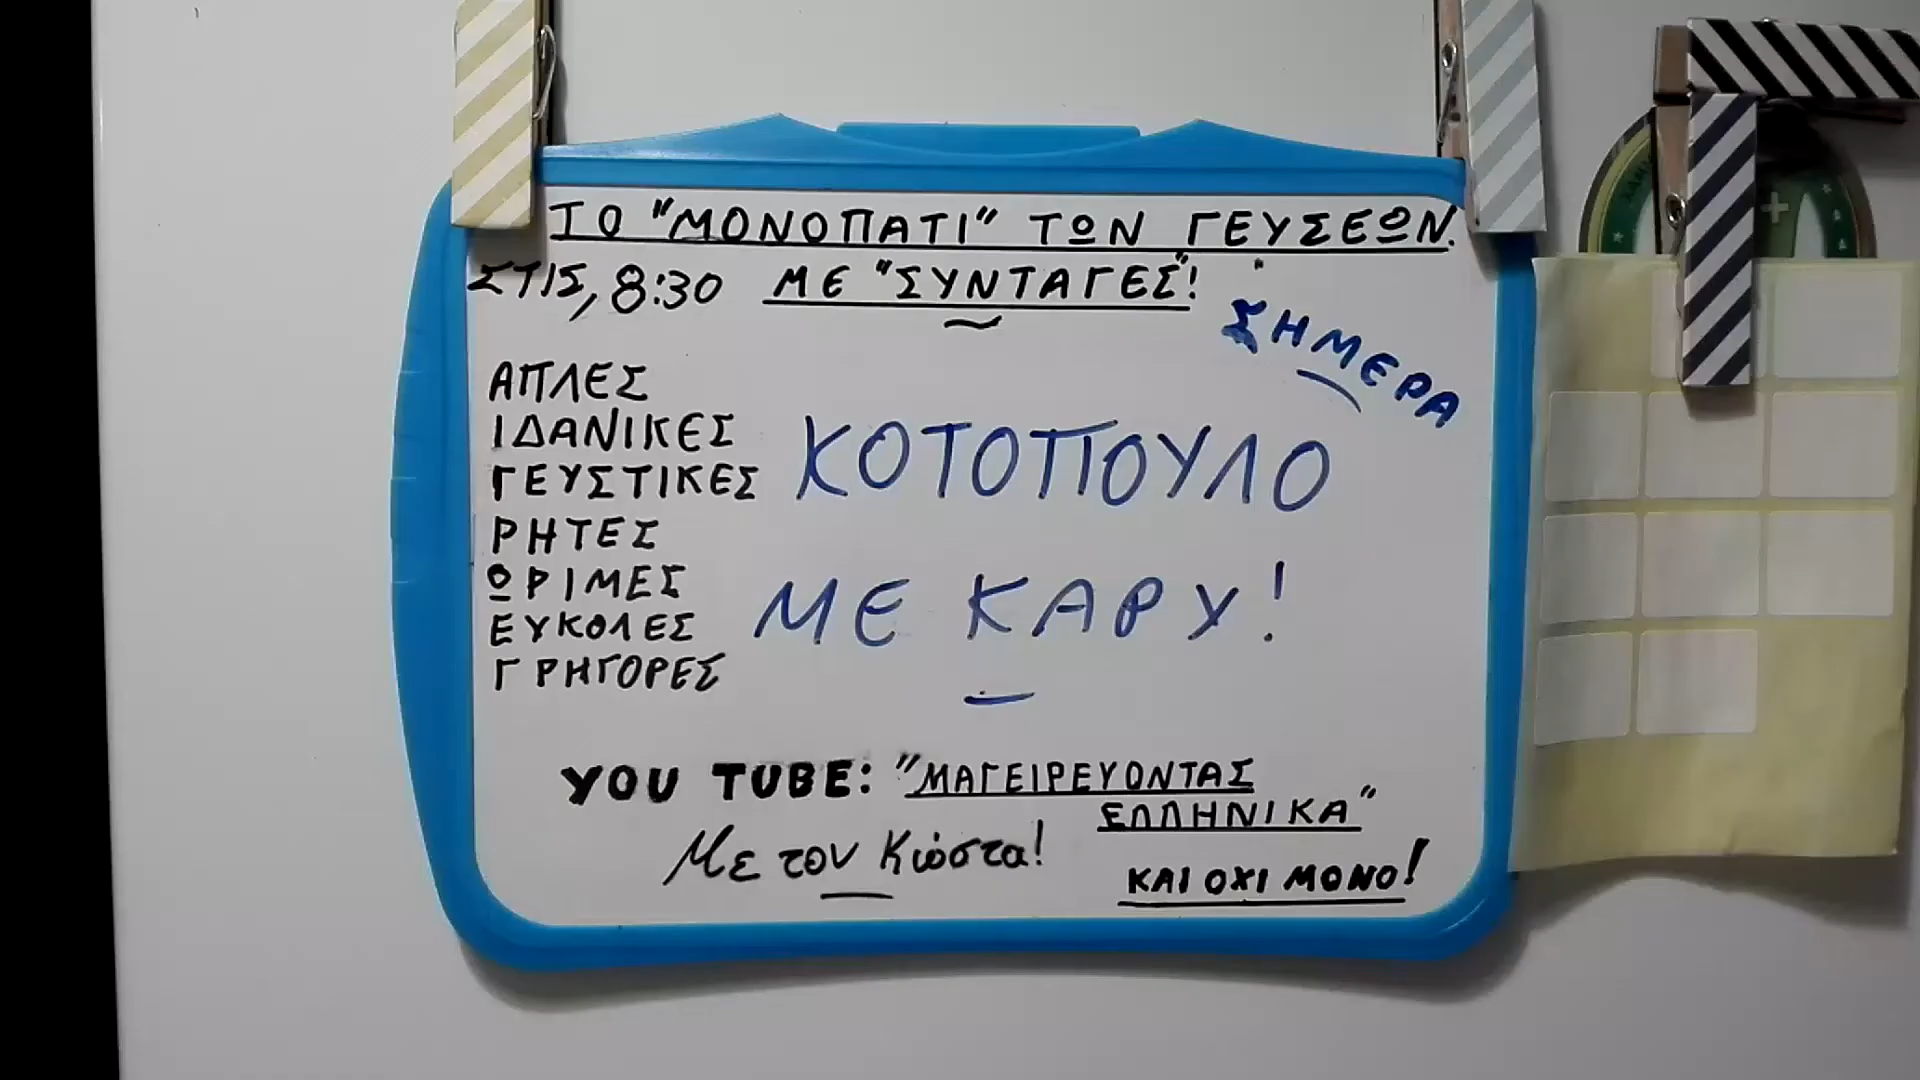 ΤΟ "ΜΟΝΟΠΑΤΙ" ΤΩΝ ΓΕΥΣΕΩΝ.
ΣΤΙΣ, 8:30 ΜΕ "ΣΥΝΤΑΓΕΣ"!
ΣΗΜΕΡΑ
ΑΠΛΕΣ
ΙΔΑΝΙΚΕΣ
ΓΕΥΣΤΙΚΕΣ
ΡΗΤΕΣ
ΩΡΙΜΕΣ
ΕΥΚΟΛΕΣ
ΓΡΗΓΟΡΕΣ
ΚΟΤΟΠΟΥΛΟ
ΜΕ ΚΑΡΥ!
YOU TUBE: "ΜΑΓΕΙΡΕΥΟΝΤΑΣ
ΕΛΛΗΝΙΚΑ"
Με τον Κώστα!
ΚΑΙ ΟΧΙ ΜΟΝΟ!